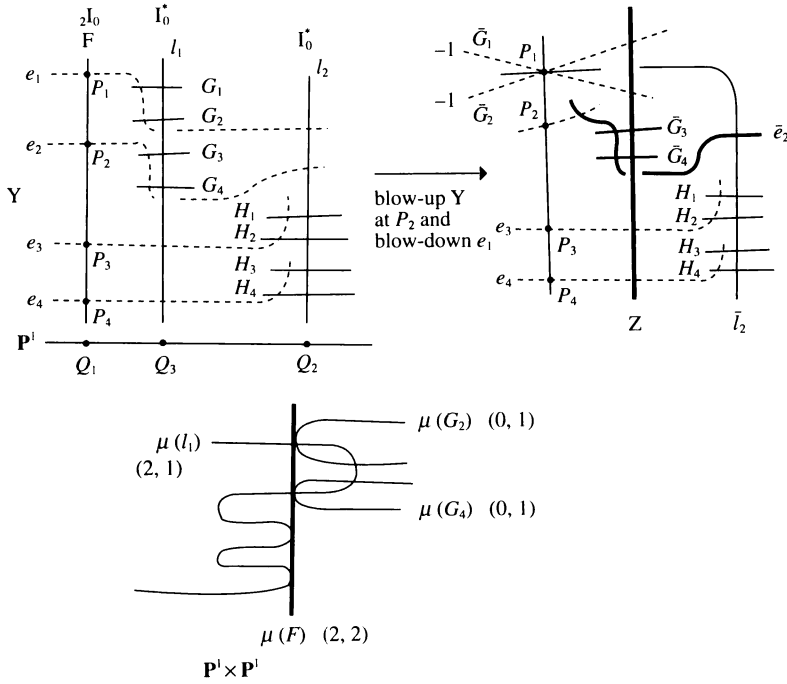 ₂I₀ I₀* I₀*
F l₁ l₂
e₁ P₁ G₁
G₂
e₂ P₂ G₃
G₄
Y
H₁
H₂
e₃ P₃ H₃
H₄
e₄ P₄
P¹
Q₁ Q₃ Q₂
blow-up Y
at P₂ and
blow-down e₁
−1 Ḡ₁ P₁
−1 Ḡ₂ P₂
Ḡ₃
ē₂
Ḡ₄
H₁
H₂
e₃ P₃ H₃
H₄
e₄ P₄
Z l̄₂
μ (G₂) (0, 1)
μ (l₁)
(2, 1)
μ (G₄) (0, 1)
μ (F) (2, 2)
P¹ × P¹